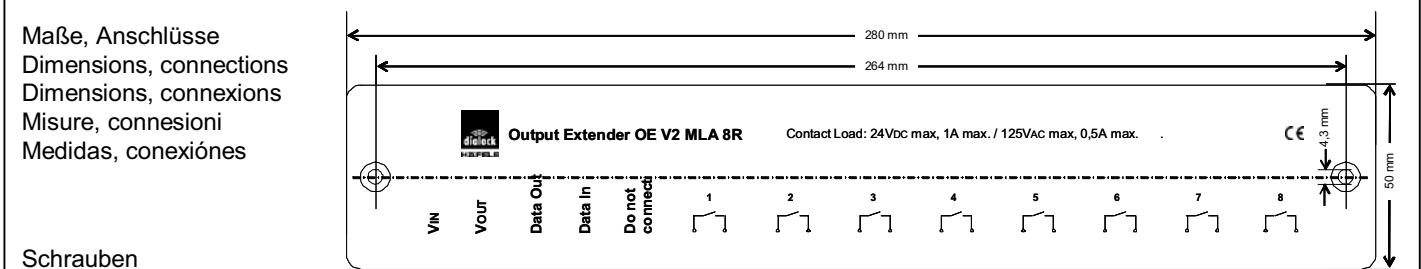 Maße, Anschlüsse
Dimensions, connections
Dimensions, connexions
Misure, connesioni
Medidas, conexiónes
Schrauben
280 mm
264 mm
dialock
HÄFELE
Output Extender OE V2 MLA 8R
Contact Load: 24VDC max, 1A max. / 125VAC max, 0,5A max. .
CE
4,3 mm
50 mm
VIN
VOUT
Data Out
Data In
Do not
connect
1 2 3 4 5 6 7 8